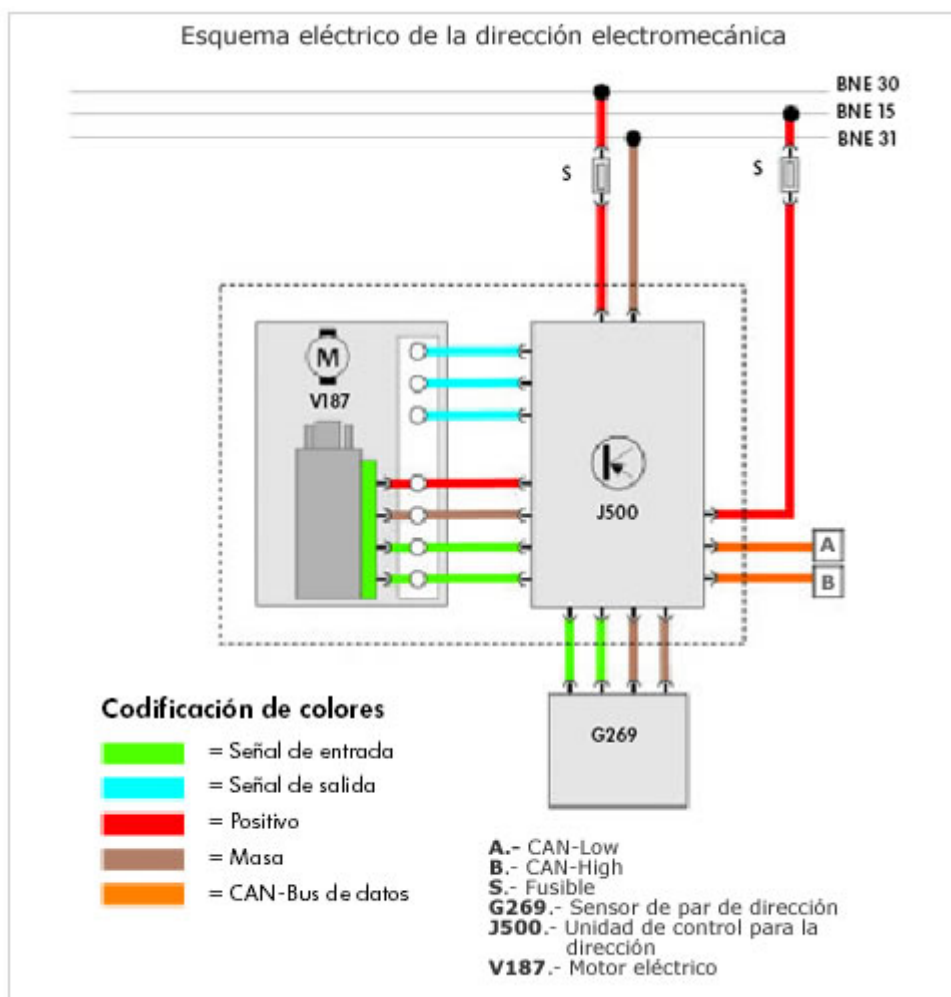 Esquema eléctrico de la dirección electromecánica
BNE 30
BNE 15
BNE 31
S
S
M
V187
J500
A
B
G269
Codificación de colores
= Señal de entrada
= Señal de salida
= Positivo
= Masa
= CAN-Bus de datos
A.- CAN-Low
B.- CAN-High
S.- Fusible
G269.- Sensor de par de dirección
J500.- Unidad de control para la
dirección
V187.- Motor eléctrico